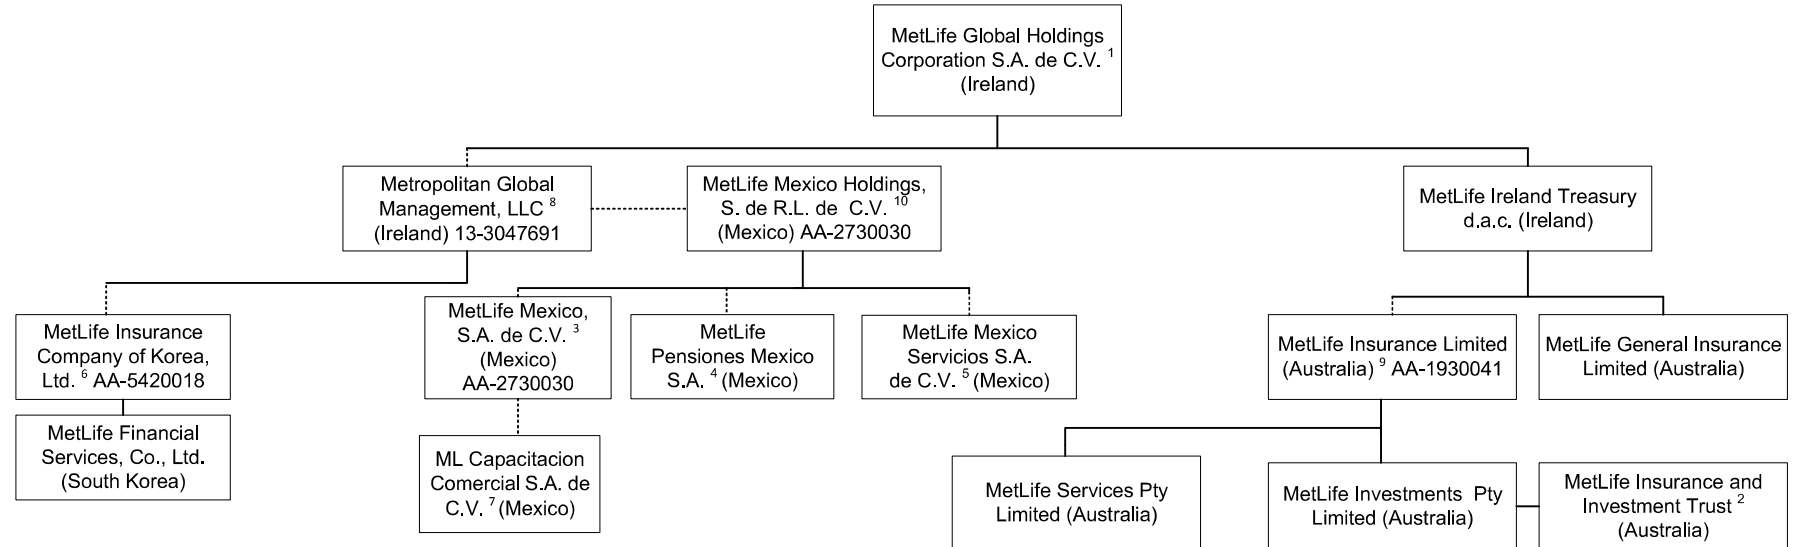 MetLife Global Holdings
Corporation S.A. de C.V. 1
(Ireland)
Metropolitan Global
Management, LLC 8
(Ireland) 13-3047691
MetLife Mexico Holdings,
S. de R.L. de C.V. 10
(Mexico) AA-2730030
MetLife Ireland Treasury
d.a.c. (Ireland)
MetLife Insurance
Company of Korea,
Ltd. 6 AA-5420018
MetLife Mexico,
S.A. de C.V. 3
(Mexico)
AA-2730030
MetLife
Pensiones Mexico
S.A. 4 (Mexico)
MetLife Mexico
Servicios S.A.
de C.V. 5 (Mexico)
MetLife Insurance Limited
(Australia) 9 AA-1930041
MetLife General Insurance
Limited (Australia)
MetLife Financial
Services, Co., Ltd.
(South Korea)
ML Capacitacion
Comercial S.A. de
C.V. 7 (Mexico)
MetLife Services Pty
Limited (Australia)
MetLife Investments Pty
Limited (Australia)
MetLife Insurance and
Investment Trust 2
(Australia)